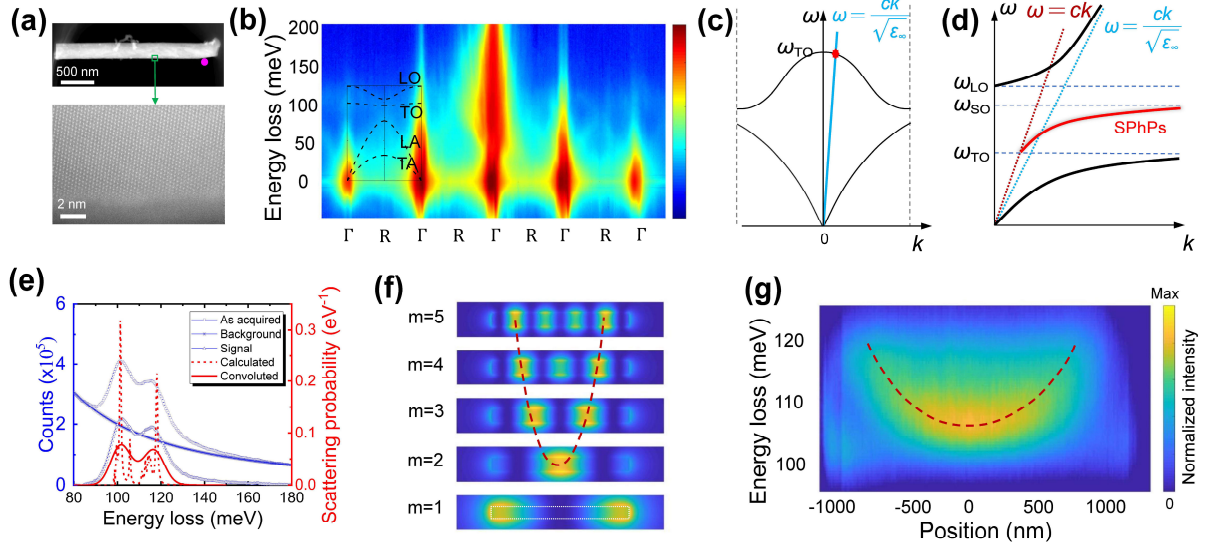 (a)
500 nm
2 nm
(b)
Energy loss (meV)
200
150
100
50
0
LO
TO
LA
TA
Γ R Γ R Γ R Γ R Γ
(c)
ω
ω = ck / √ε∞
ωTO
0
k
(d)
ω
ω = ck
ω = ck / √ε∞
ωLO
ωSO
SPhPs
ωTO
k
(e)
Counts (x10⁵)
6
4
2
0
As acquired
Background
Signal
Calculated
Convoluted
0.3
0.2
0.1
0.0
Scattering probability (eV⁻¹)
80 100 120 140 160 180
Energy loss (meV)
(f)
m=5
m=4
m=3
m=2
m=1
(g)
Energy loss (meV)
120
110
100
-1000 -500 0 500 1000
Position (nm)
Max
Normalized intensity
0